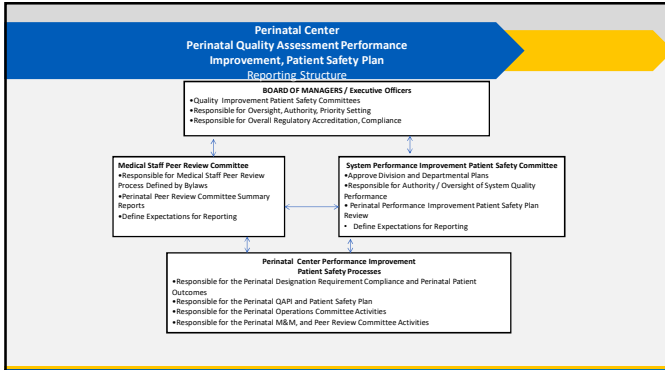 Perinatal Center
Perinatal Quality Assessment Performance
Improvement, Patient Safety Plan
Reporting Structure
BOARD OF MANAGERS / Executive Officers
•Quality Improvement Patient Safety Committees
•Responsible for Oversight, Authority, Priority Setting
•Responsible for Overall Regulatory Accreditation, Compliance
Medical Staff Peer Review Committee
•Responsible for Medical Staff Peer Review
Process Defined by Bylaws
•Perinatal Peer Review Committee Summary
Reports
•Define Expectations for Reporting
System Performance Improvement Patient Safety Committee
•Approve Division and Departmental Plans
•Responsible for Authority / Oversight of System Quality
Performance
• Perinatal Performance Improvement Patient Safety Plan
Review
• Define Expectations for Reporting
Perinatal Center Performance Improvement
Patient Safety Processes
•Responsible for the Perinatal Designation Requirement Compliance and Perinatal Patient
Outcomes
•Responsible for the Perinatal QAPI and Patient Safety Plan
•Responsible for the Perinatal Operations Committee Activities
•Responsible for the Perinatal M&M, and Peer Review Committee Activities